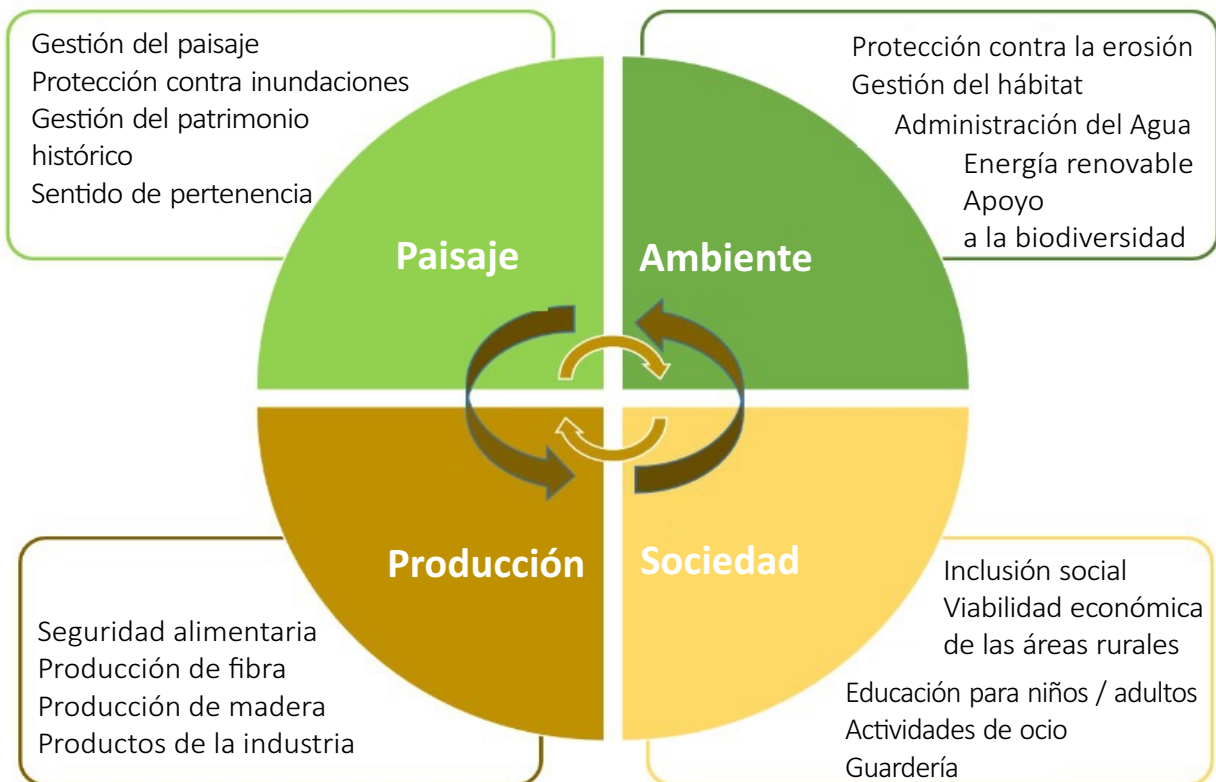 Gestión del paisaje
Protección contra inundaciones
Gestión del patrimonio
histórico
Sentido de pertenencia
Protección contra la erosión
Gestión del hábitat
Administración del Agua
Energía renovable
Apoyo
a la biodiversidad
Paisaje
Ambiente
Producción
Sociedad
Seguridad alimentaria
Producción de fibra
Producción de madera
Productos de la industria
Inclusión social
Viabilidad económica
de las áreas rurales
Educación para niños / adultos
Actividades de ocio
Guardería